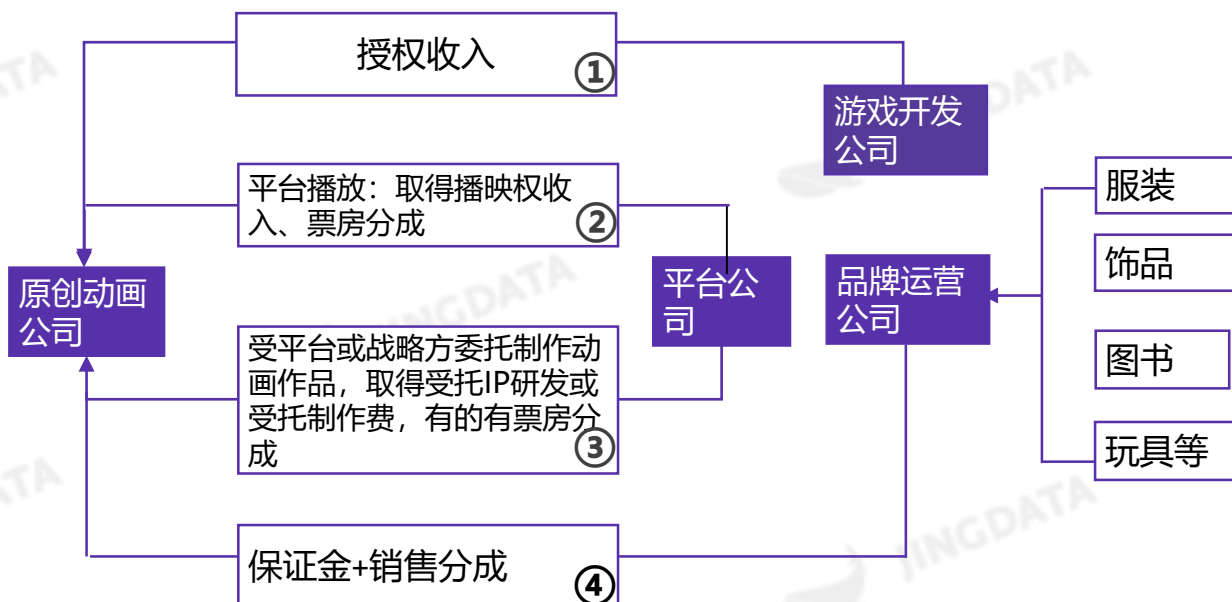 授权收入
①
游戏开发
公司
平台播放：取得播映权收
入、票房分成
②
服装
饰品
原创动画
公司
平台公
司
品牌运营
公司
受平台或战略方委托制作动
画作品，取得受托IP研发或
受托制作费，有的有票房分
成
③
图书
玩具等
保证金+销售分成
④
TA
DATA
NGDATA
TA
JINGDATA